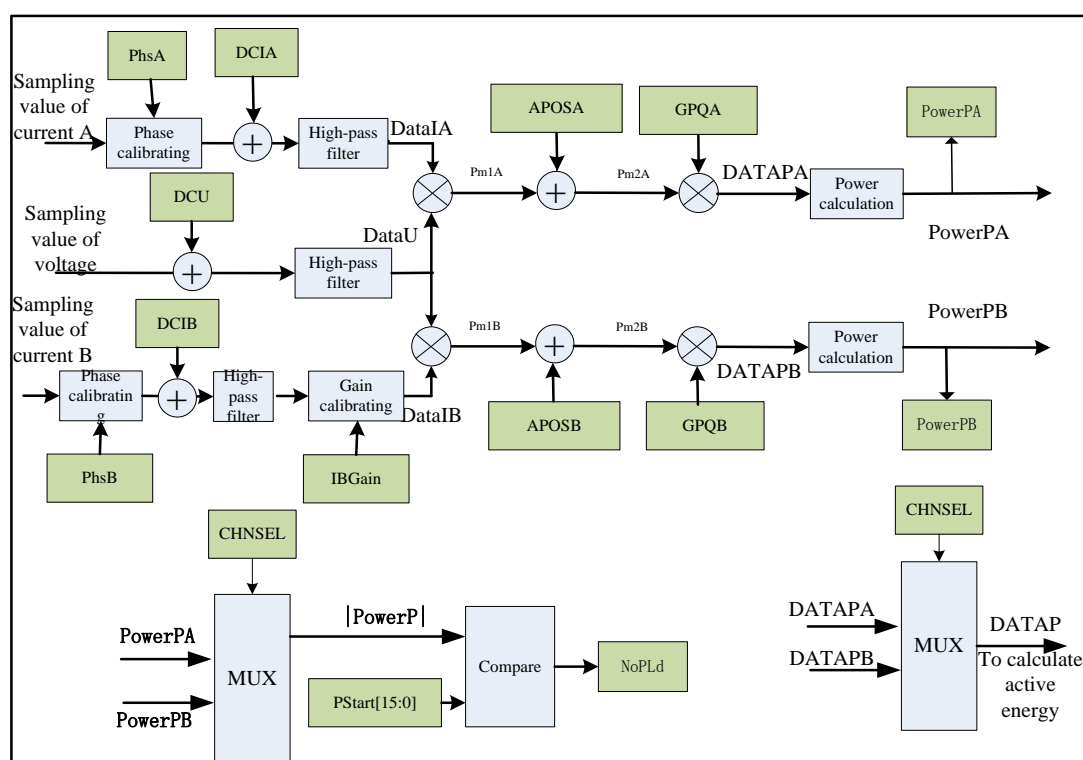 PhsA
DCIA
Sampling
value of
current A
Phase
calibrating
High-pass
filter
DataIA
APOSA
GPQA
PowerPA
Pm1A
Pm2A
DATAPA
Power
calculation
PowerPA
DCU
Sampling
value of
voltage
High-pass
filter
DataU
Sampling
value of
current B
DCIB
Phase
calibratin
g
High-
pass
filter
Gain
calibrating
DataIB
Pm1B
Pm2B
DATAPB
Power
calculation
PowerPB
PhsB
IBGain
APOSB
GPQB
PowerPB
CHNSEL
PowerPA
PowerPB
MUX
|PowerP|
PStart[15:0]
Compare
NoPLd
CHNSEL
DATAPA
DATAPB
MUX
DATAP
To calculate
active
energy